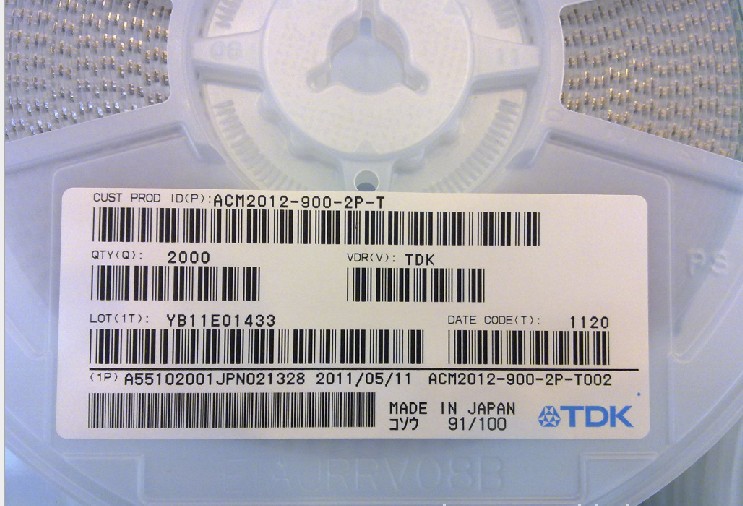 CUST PROD ID(P): ACM2012-900-2P-T
QTY(Q): 2000 VDR(V): TDK
LOT(1T): YB11E01433 DATE CODE(T): 1120
(1P) A55102001JPN021328 2011/05/11 ACM2012-900-2P-T002
MADE IN JAPAN
コソウ 91/100
TDK
PS